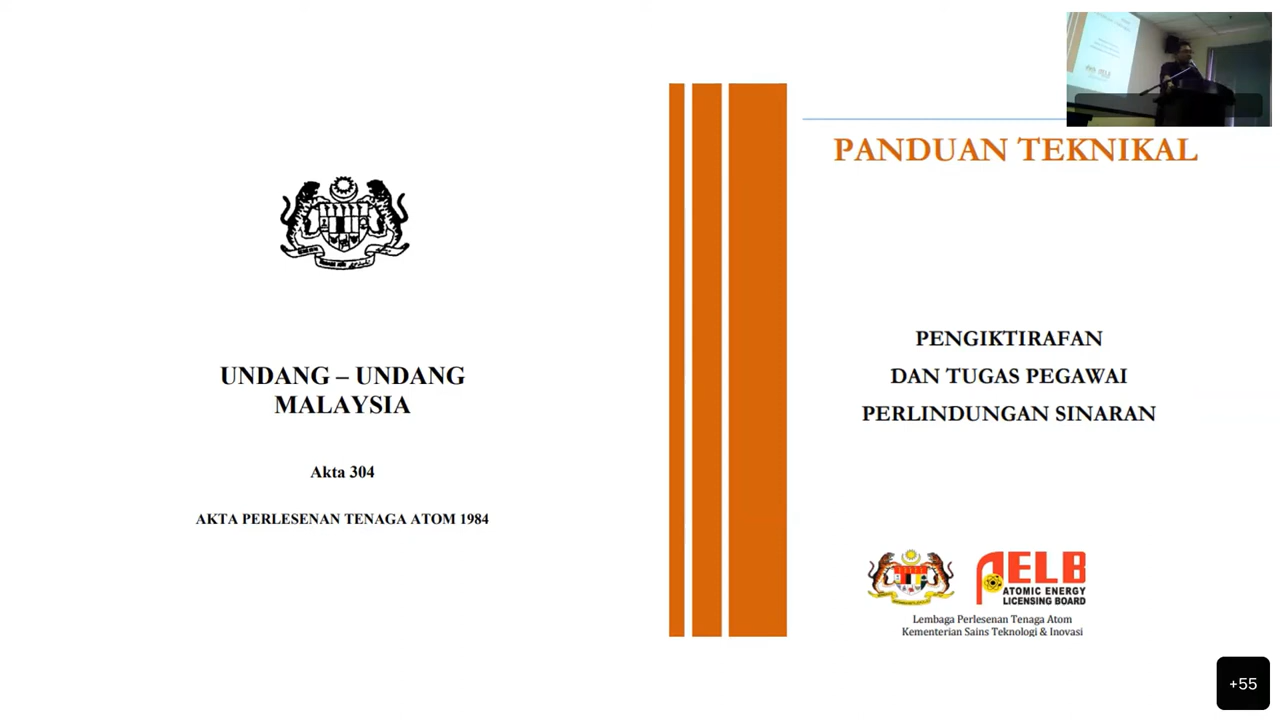 UNDANG – UNDANG
MALAYSIA
Akta 304
AKTA PERLESENAN TENAGA ATOM 1984
PANDUAN TEKNIKAL
PENGIKTIRAFAN
DAN TUGAS PEGAWAI
PERLINDUNGAN SINARAN
AELB
ATOMIC ENERGY
LICENSING BOARD
Lembaga Perlesenan Tenaga Atom
Kementerian Sains Teknologi & Inovasi
+55